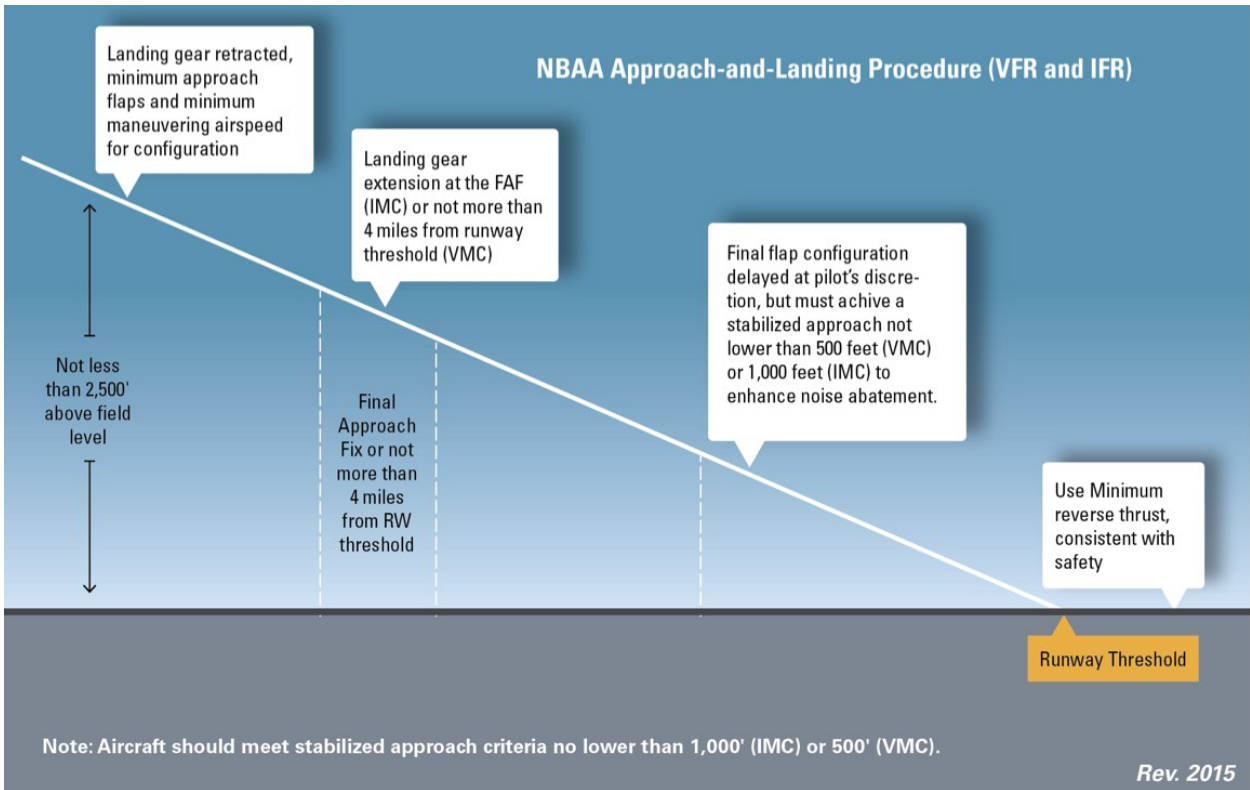 NBAA Approach-and-Landing Procedure (VFR and IFR)
Landing gear retracted,
minimum approach
flaps and minimum
maneuvering airspeed
for configuration
Landing gear
extension at the FAF
(IMC) or not more than
4 miles from runway
threshold (VMC)
Final flap configuration
delayed at pilot's discre-
tion, but must achive a
stabilized approach not
lower than 500 feet (VMC)
or 1,000 feet (IMC) to
enhance noise abatement.
Not less
than 2,500'
above field
level
Final
Approach
Fix or not
more than
4 miles
from RW
threshold
Use Minimum
reverse thrust,
consistent with
safety
Runway Threshold
Note: Aircraft should meet stabilized approach criteria no lower than 1,000' (IMC) or 500' (VMC).
Rev. 2015